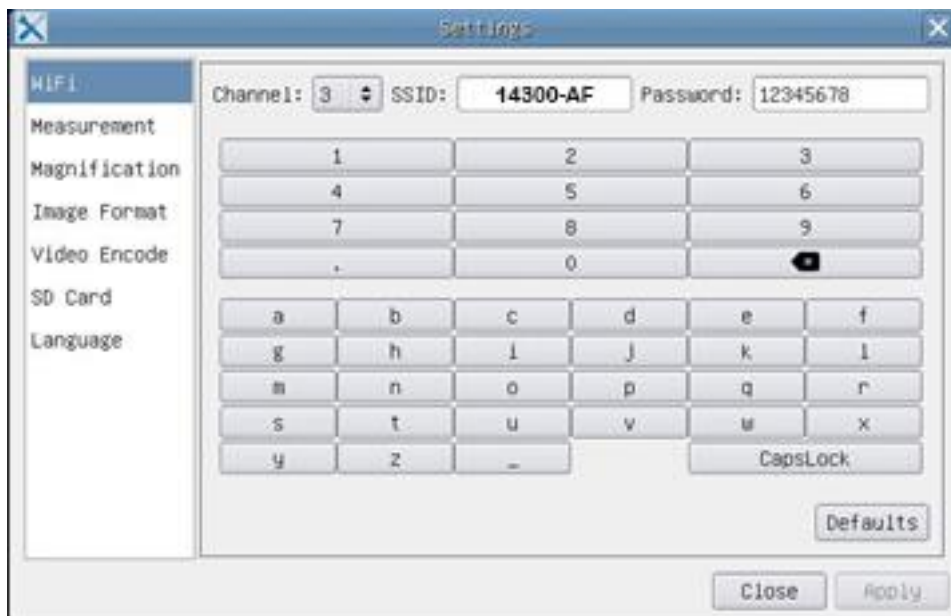 Settings
WiFi
Measurement
Magnification
Image Format
Video Encode
SD Card
Language
Channel: 3 SSID: 14300-AF Password: 12345678
1 2 3
4 5 6
7 8 9
. 0
a b c d e f
g h i j k l
m n o p q r
s t u v w x
y z _ CapsLock
Defaults
Close Apply